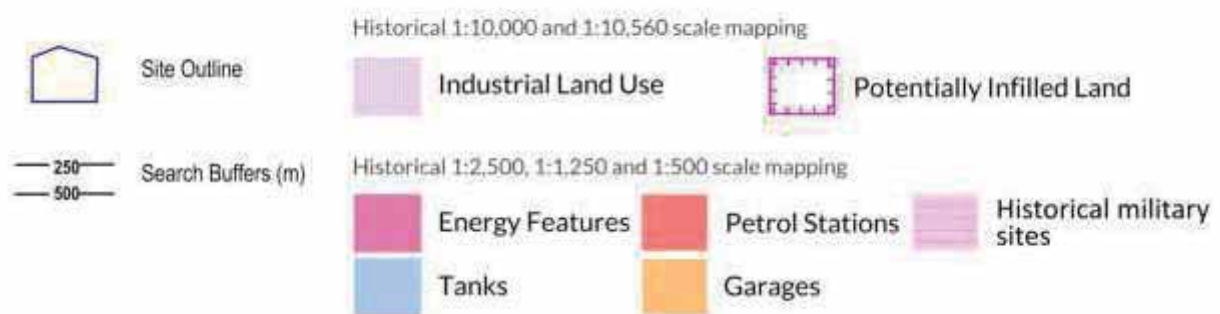 Historical 1:10,000 and 1:10,560 scale mapping
Site Outline
Industrial Land Use
Potentially Infilled Land
250
500
Search Buffers (m)
Historical 1:2,500, 1:1,250 and 1:500 scale mapping
Energy Features
Petrol Stations
Historical military
sites
Tanks
Garages